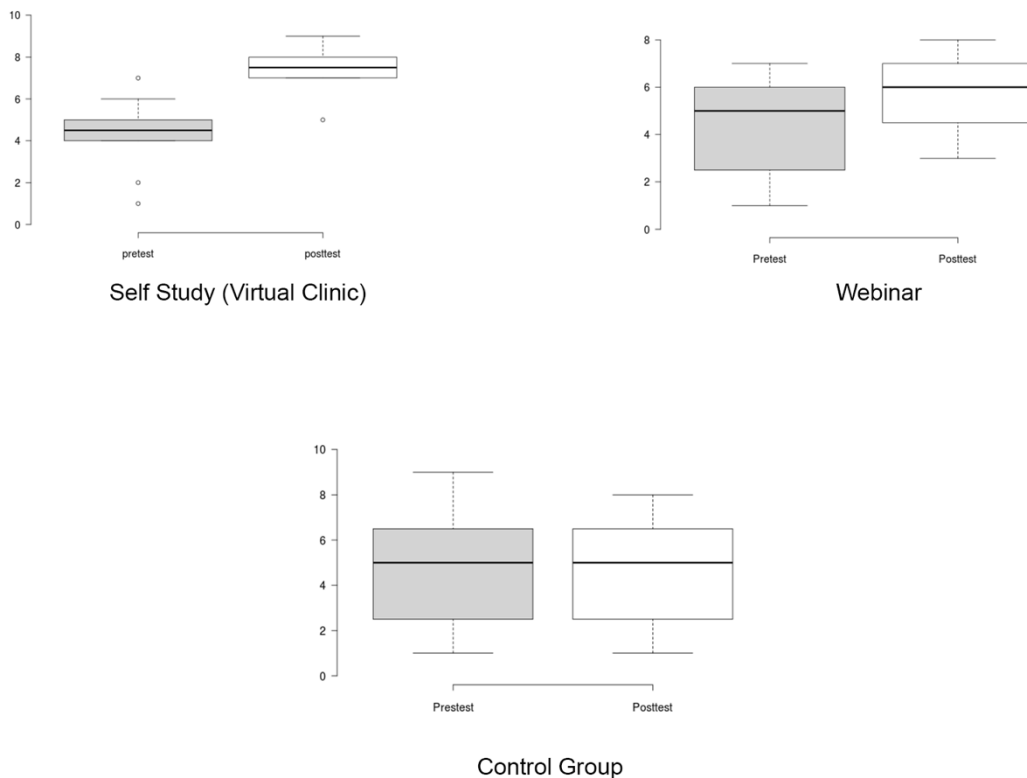 10
8
6
4
2
0
pretest
posttest
Self Study (Virtual Clinic)
8
6
4
2
0
Pretest
Posttest
Webinar
10
8
6
4
2
0
Prestest
Posttest
Control Group